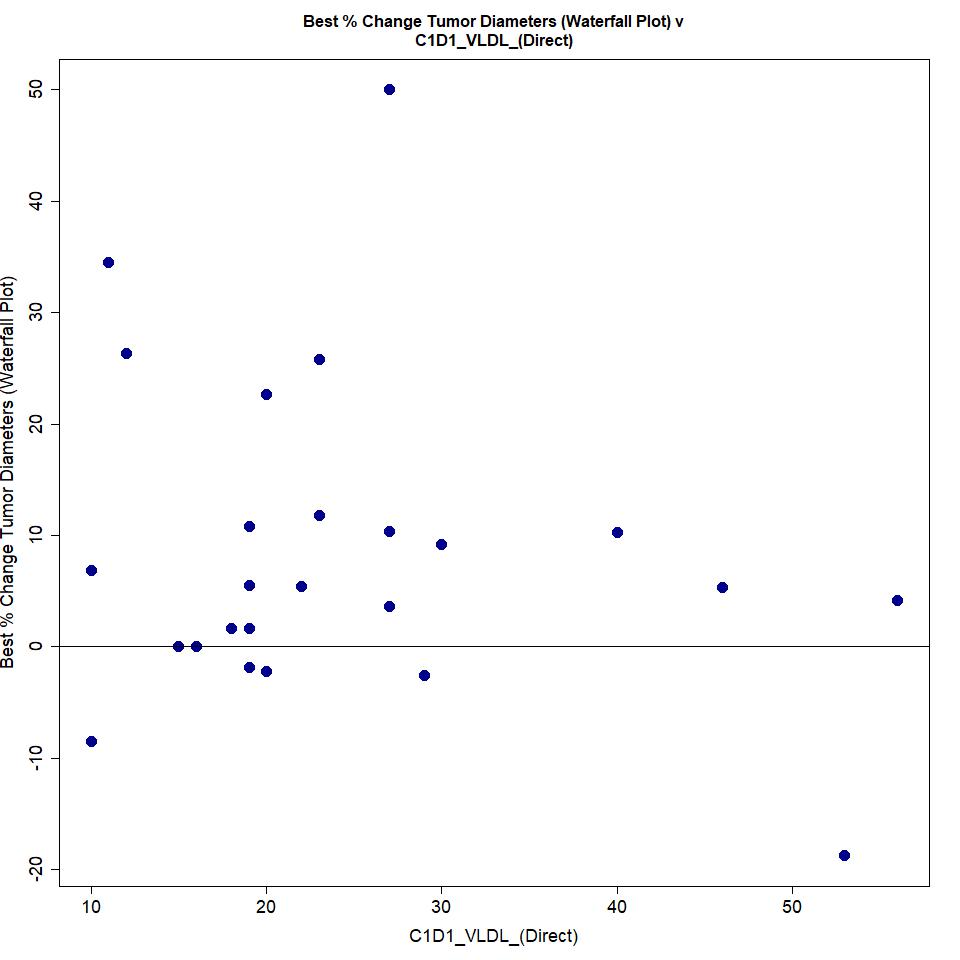 Best % Change Tumor Diameters (Waterfall Plot) v
C1D1_VLDL_(Direct)
Best % Change Tumor Diameters (Waterfall Plot)
50
40
30
20
10
0
-10
-20
10 20 30 40 50
C1D1_VLDL_(Direct)